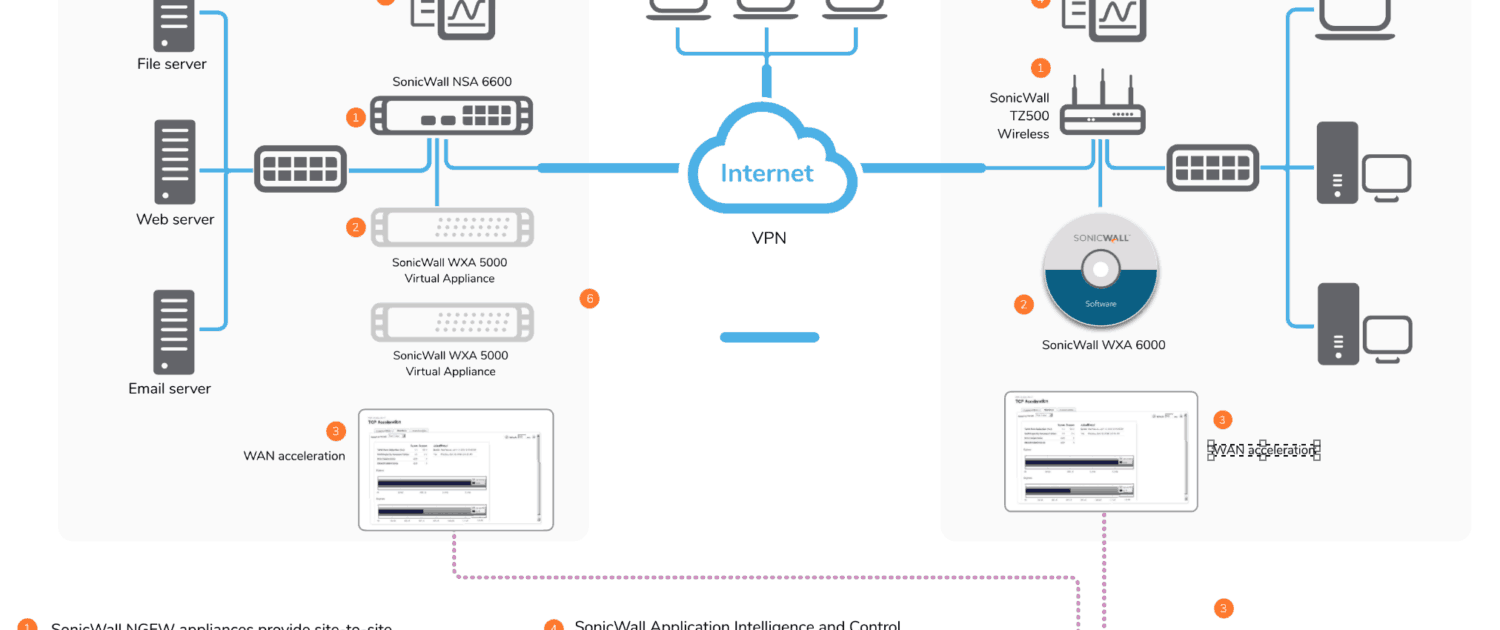 4
File server
SonicWall NSA 6600
1
1
SonicWall
TZ500
Wireless
Internet
VPN
Web server
2
SonicWall WXA 5000
Virtual Appliance
SONICWALL
Software
2
SonicWall WXA 6000
6
SonicWall WXA 5000
Virtual Appliance
Email server
3
WAN acceleration
TCP Acceleration
TCP Acceleration
3
WAN acceleration
3
1 SonicWall NGFW appliances provide site-to-site
4 SonicWall Application Intelligence and Control